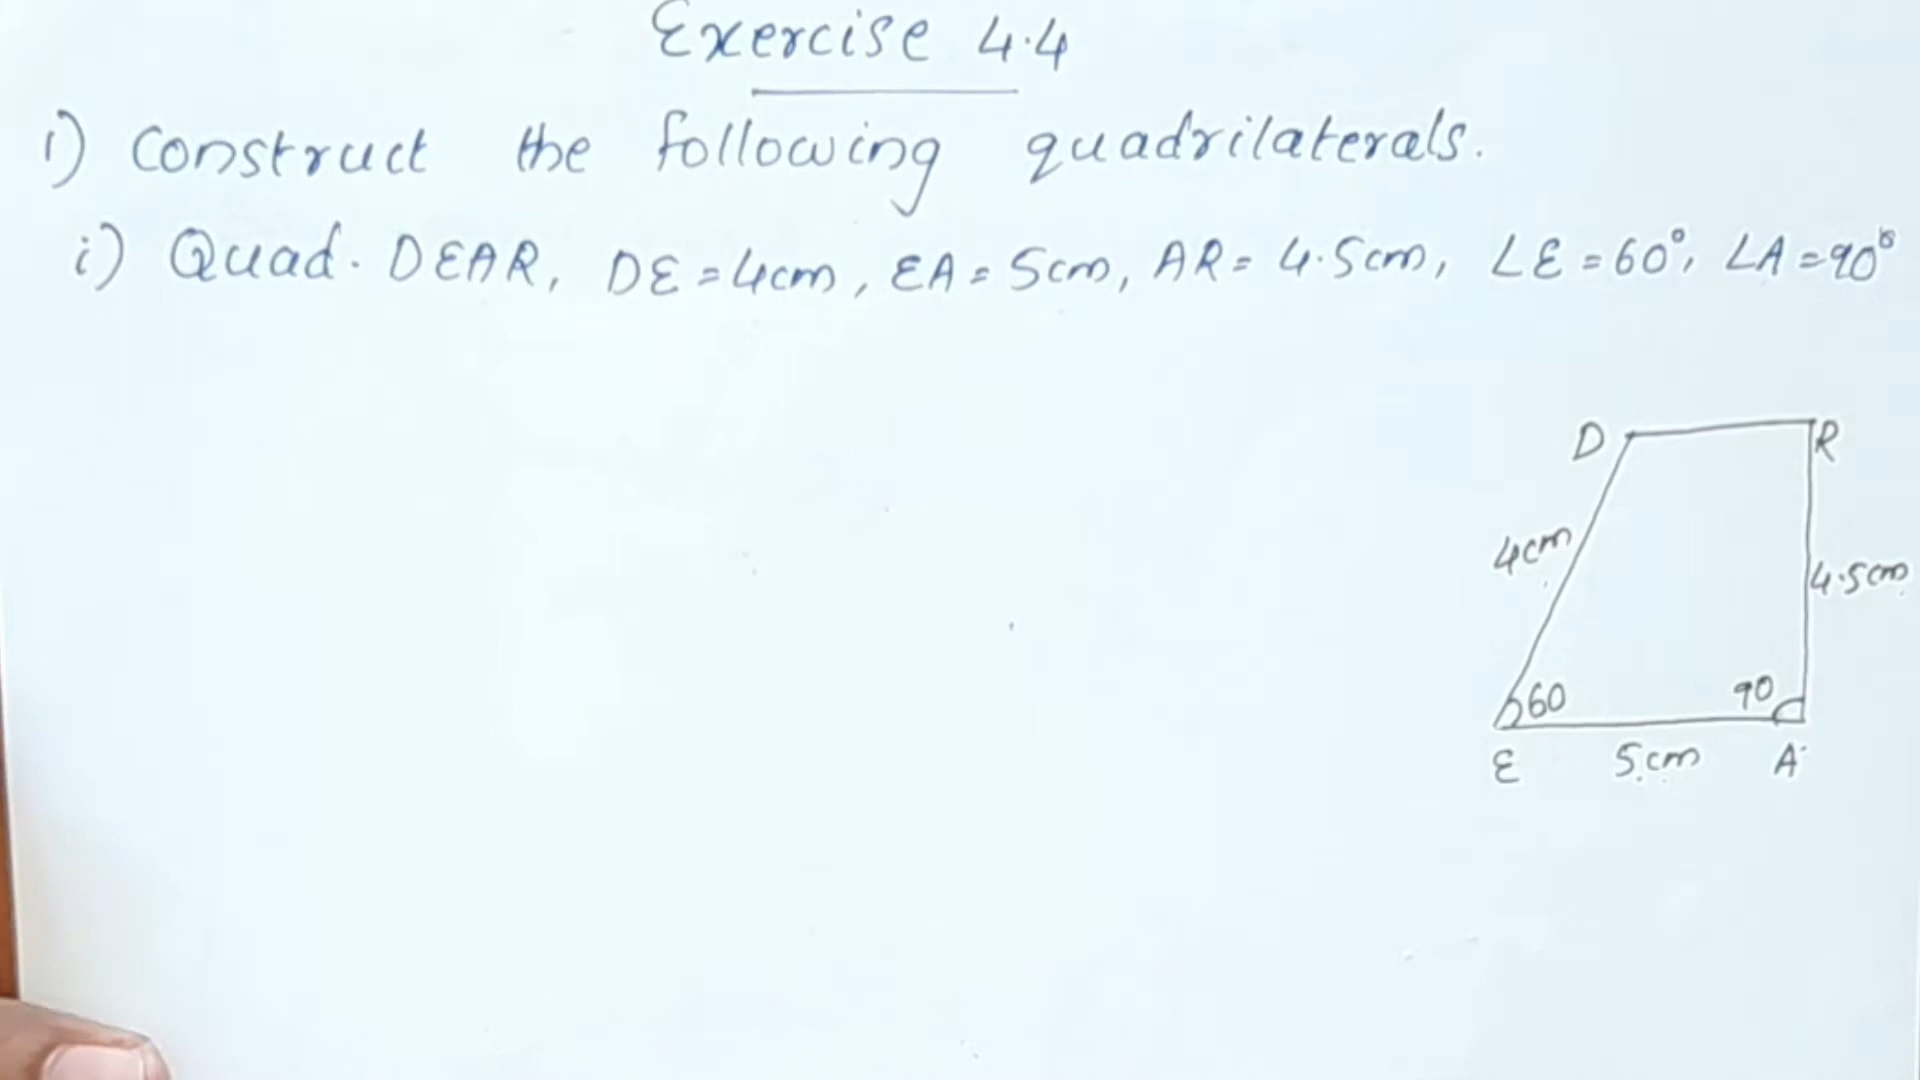 Exercise 4.4
1) Construct the following quadrilaterals.
i) Quad. DEAR, DE = 4cm, EA = 5cm, AR = 4.5cm, ∠E = 60°, ∠A = 90°
D R
4cm
4.5cm
60 90
E 5cm A